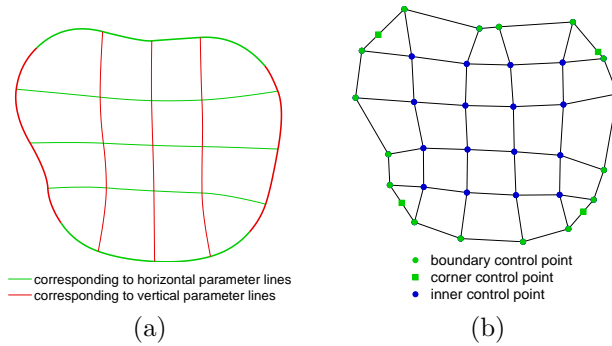 corresponding to horizontal parameter lines
corresponding to vertical parameter lines
(a)
boundary control point
corner control point
inner control point
(b)